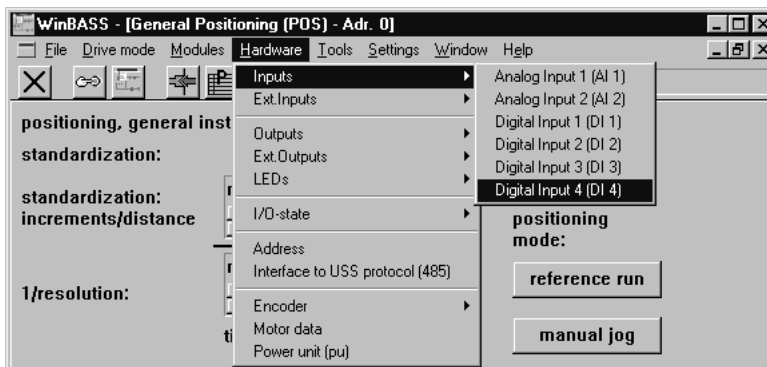 WinBASS - [General Positioning (POS) - Adr. 0]
File Drive mode Modules Hardware Tools Settings Window Help
Inputs
Ext.Inputs
Outputs
Ext.Outputs
LEDs
I/O-state
Address
Interface to USS protocol (485)
Encoder
Motor data
Power unit (pu)
Analog Input 1 (AI 1)
Analog Input 2 (AI 2)
Digital Input 1 (DI 1)
Digital Input 2 (DI 2)
Digital Input 3 (DI 3)
Digital Input 4 (DI 4)
positioning, general inst
standardization:
standardization:
increments/distance
1/resolution:
positioning
mode:
reference run
manual jog